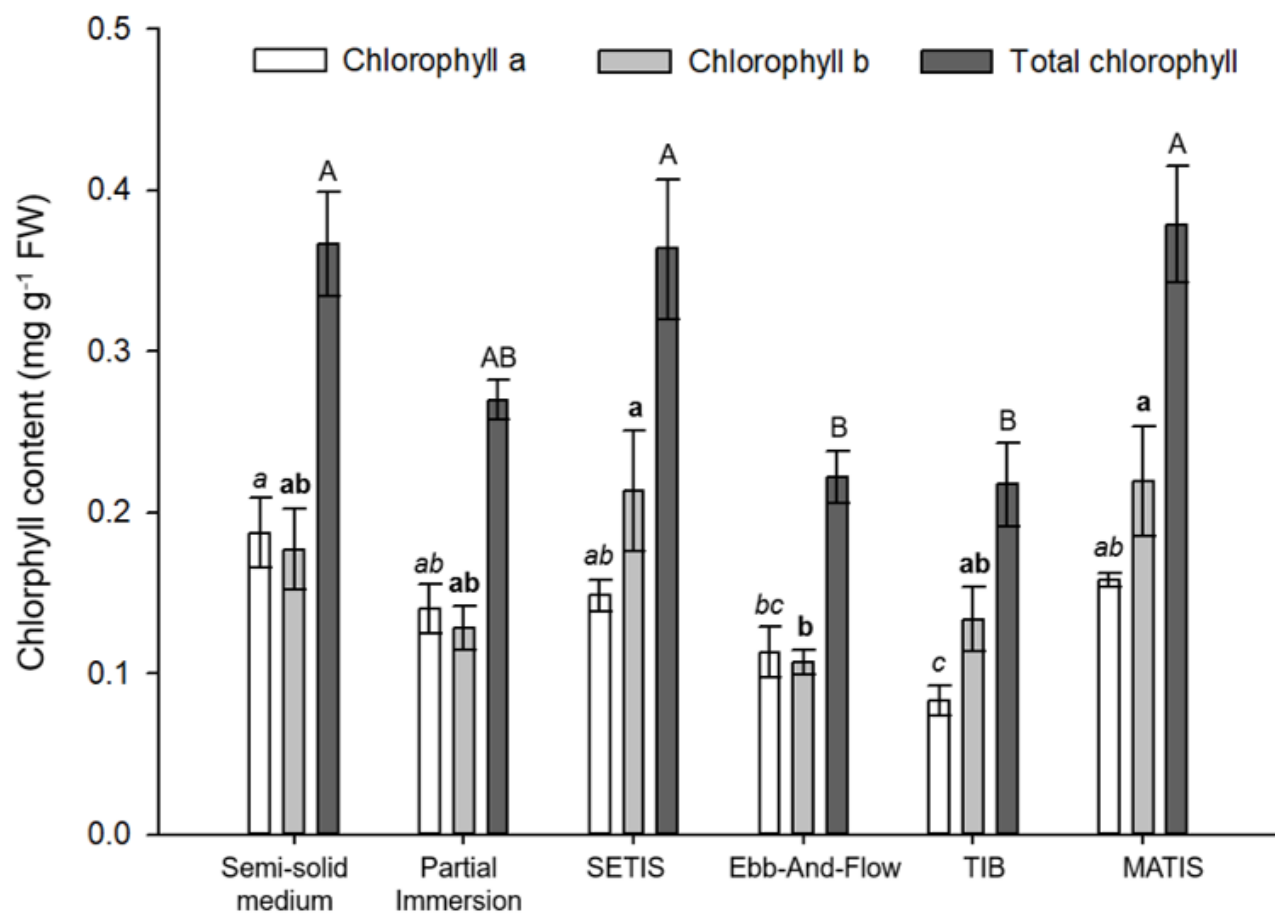 0.5
Chlorophyll a
Chlorophyll b
Total chlorophyll
A
A
A
0.4
AB
0.3
a
B
B
a
a
ab
0.2
ab
ab
ab
ab
ab
bc
b
c
0.1
0.0
Chlorphyll content (mg g⁻¹ FW)
Semi-solid
medium
Partial
Immersion
SETIS
Ebb-And-Flow
TIB
MATIS